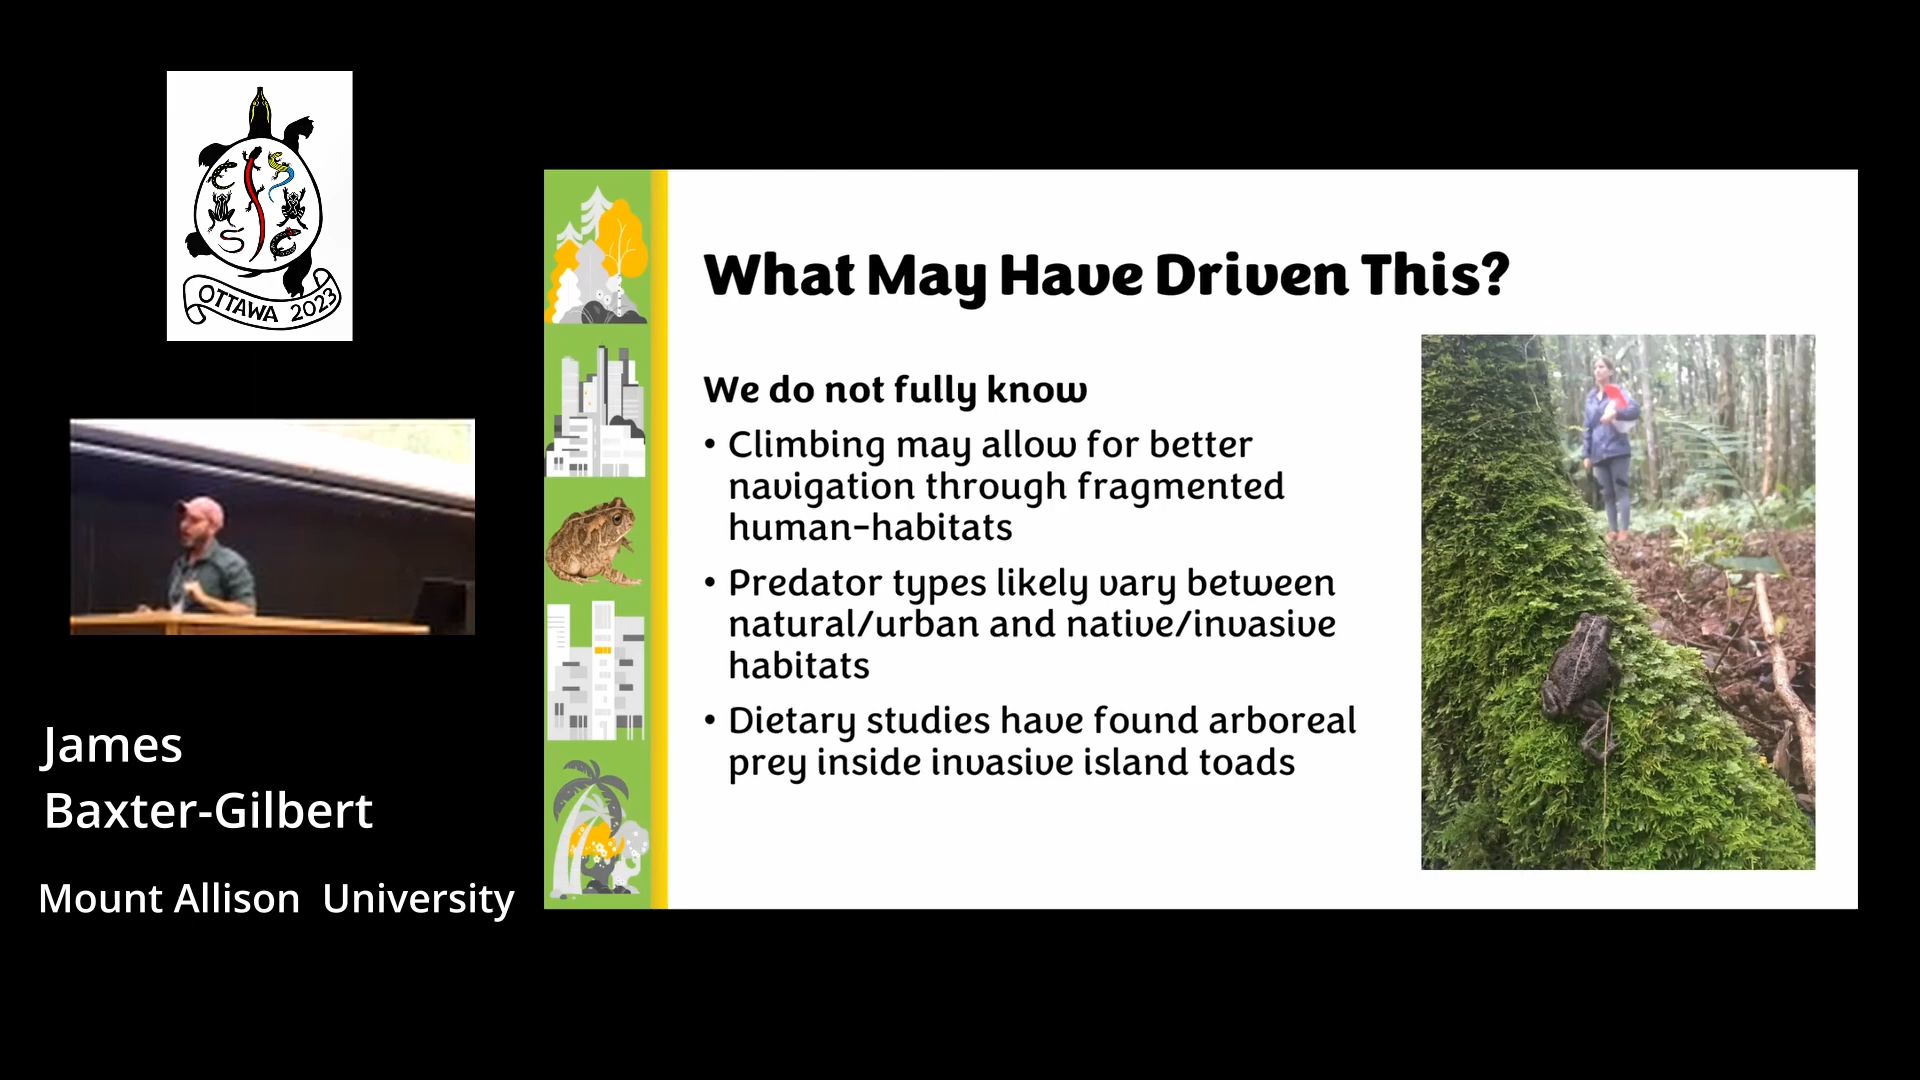 OTTAWA 2023
James
Baxter-Gilbert
Mount Allison University
What May Have Driven This?
We do not fully know
• Climbing may allow for better
navigation through fragmented
human-habitats
• Predator types likely vary between
natural/urban and native/invasive
habitats
• Dietary studies have found arboreal
prey inside invasive island toads